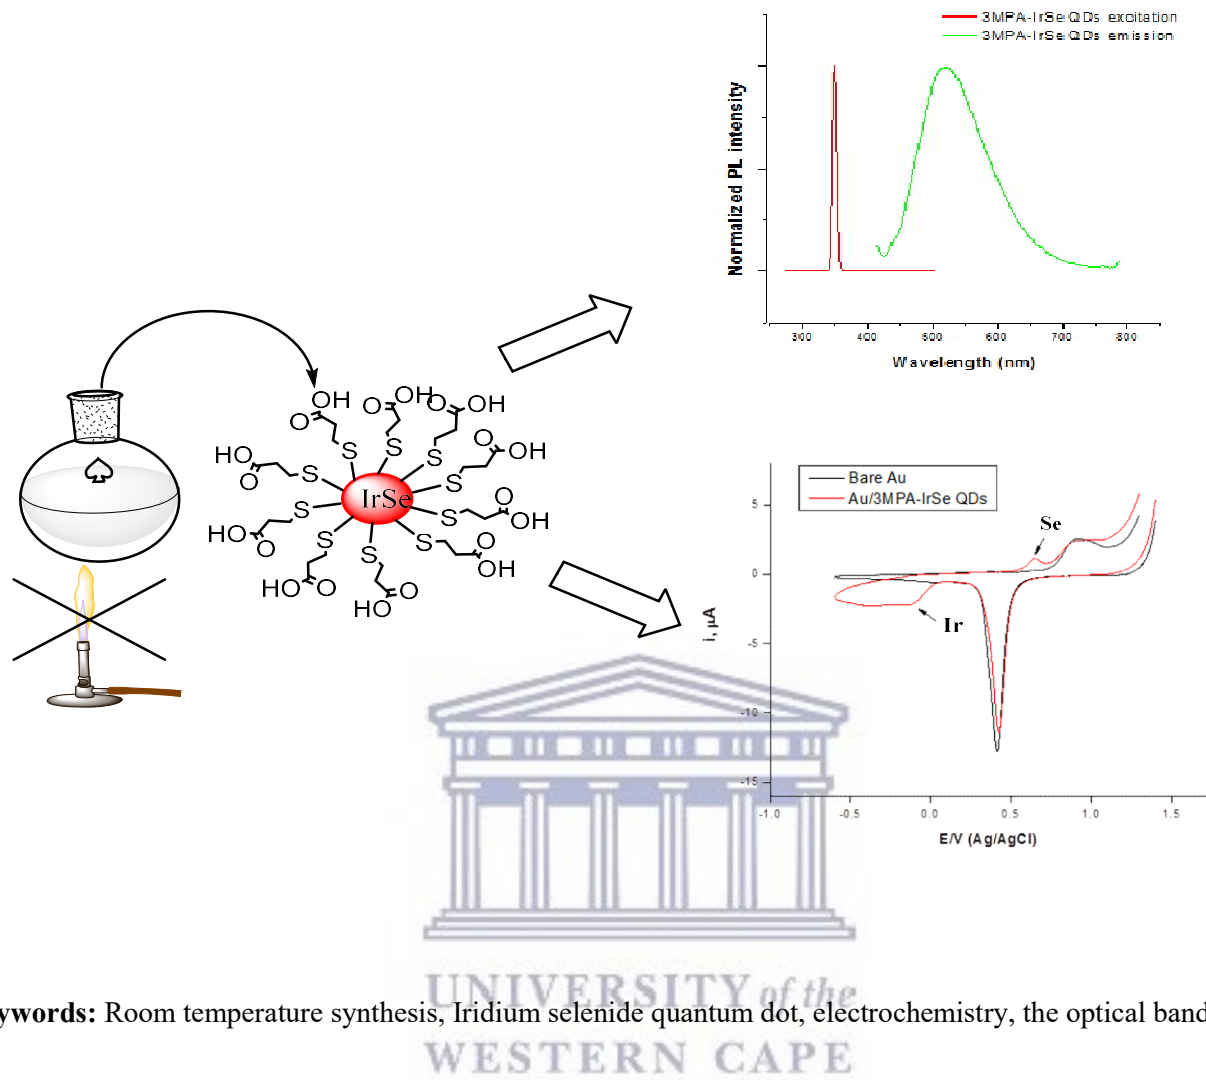 3MPA-IrSe QDs excitation
3MPA-IrSe QDs emission
Normalized PL intensity
300 400 500 600 700 800
Wavelength (nm)
OH
O
O
OH
O
OH
S
S
S
O
OH
HO
O
S
S
IrSe
S
S
O
OH
HO
O
S
S
S
O
OH
HO
O
O
HO
Bare Au
Au/3MPA-IrSe QDs
Se
Ir
5
0
-5
-10
-15
i, µA
-1.0 -0.5 0.0 0.5 1.0 1.5
E/V (Ag/AgCl)
UNIVERSITY of the
ywords: Room temperature synthesis, Iridium selenide quantum dot, electrochemistry, the optical band
WESTERN CAPE